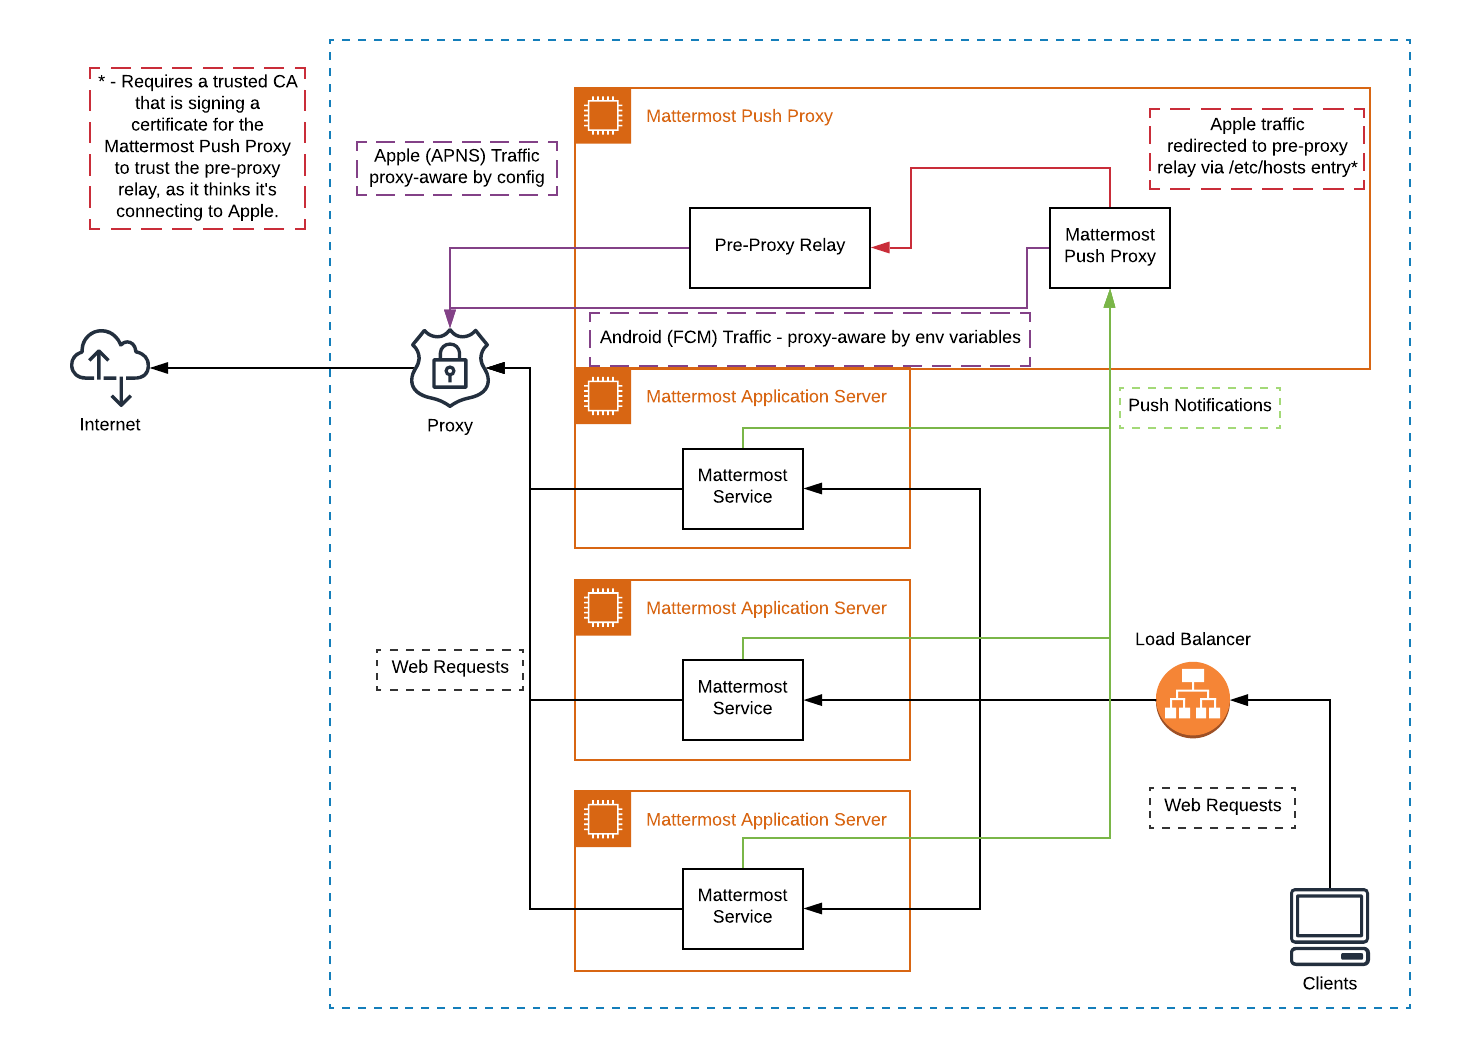 * - Requires a trusted CA
that is signing a
certificate for the
Mattermost Push Proxy
to trust the pre-proxy
relay, as it thinks it's
connecting to Apple.
Apple (APNS) Traffic
proxy-aware by config
Mattermost Push Proxy
Apple traffic
redirected to pre-proxy
relay via /etc/hosts entry*
Pre-Proxy Relay
Mattermost
Push Proxy
Android (FCM) Traffic - proxy-aware by env variables
Internet
Proxy
Mattermost Application Server
Push Notifications
Mattermost
Service
Mattermost Application Server
Web Requests
Mattermost
Service
Load Balancer
Mattermost Application Server
Web Requests
Mattermost
Service
Clients